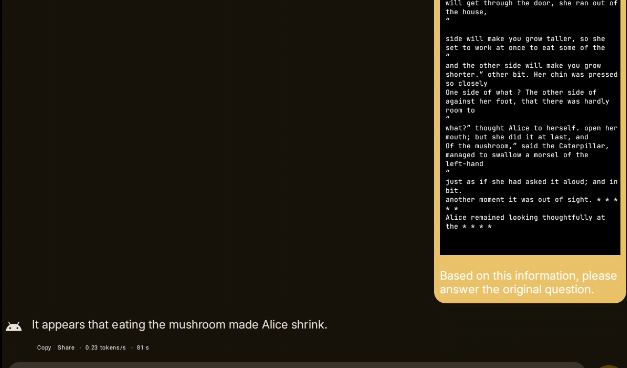 will get through the door, she ran out of
the house,
“
side will make you grow taller, so she
set to work at once to eat some of the
“
and the other side will make you grow
shorter.” other bit. Her chin was pressed
so closely
One side of what ? The other side of
against her foot, that there was hardly
room to
“
what?” thought Alice to herself. open her
mouth; but she did it at last, and
Of the mushroom,” said the Caterpillar,
managed to swallow a morsel of the
left-hand
“
just as if she had asked it aloud; and in
bit.
another moment it was out of sight. * * *
* *
Alice remained looking thoughtfully at
the * * * *
Based on this information, please
answer the original question.
It appears that eating the mushroom made Alice shrink.
Copy Share - 0.23 tokens/s - 81 s